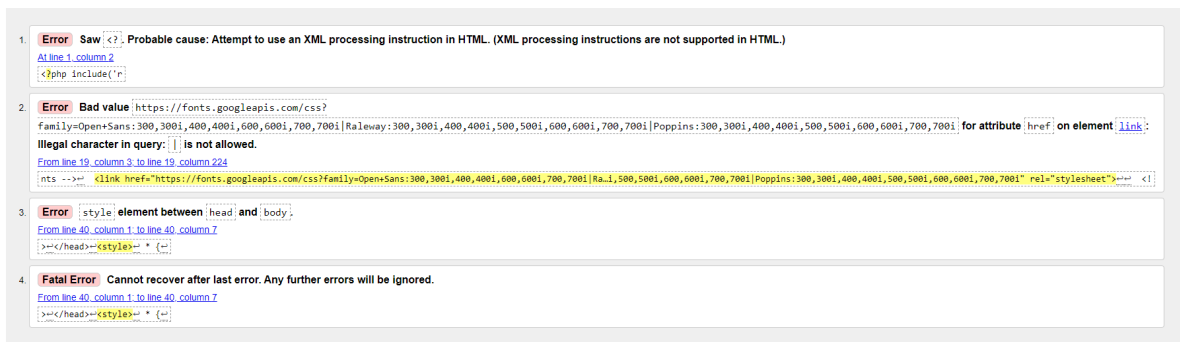 1. Error Saw <?. Probable cause: Attempt to use an XML processing instruction in HTML. (XML processing instructions are not supported in HTML.)
At line 1, column 2
<?php include('r
2. Error Bad value https://fonts.googleapis.com/css?
family=Open+Sans:300,300i,400,400i,600,600i,700,700i|Raleway:300,300i,400,400i,500,500i,600,600i,700,700i|Poppins:300,300i,400,400i,500,500i,600,600i,700,700i for attribute href on element link:
Illegal character in query: | is not allowed.
From line 19, column 3; to line 19, column 224
nts -->↩  <link href="https://fonts.googleapis.com/css?family=Open+Sans:300,300i,400,400i,600,600i,700,700i|Ra…i,500,500i,600,600i,700,700i|Poppins:300,300i,400,400i,500,500i,600,600i,700,700i" rel="stylesheet">↩↩  <!
3. Error style element between head and body.
From line 40, column 1; to line 40, column 7
>↩</head>↩<style>↩ * {↩
4. Fatal Error Cannot recover after last error. Any further errors will be ignored.
From line 40, column 1; to line 40, column 7
>↩</head>↩<style>↩ * {↩